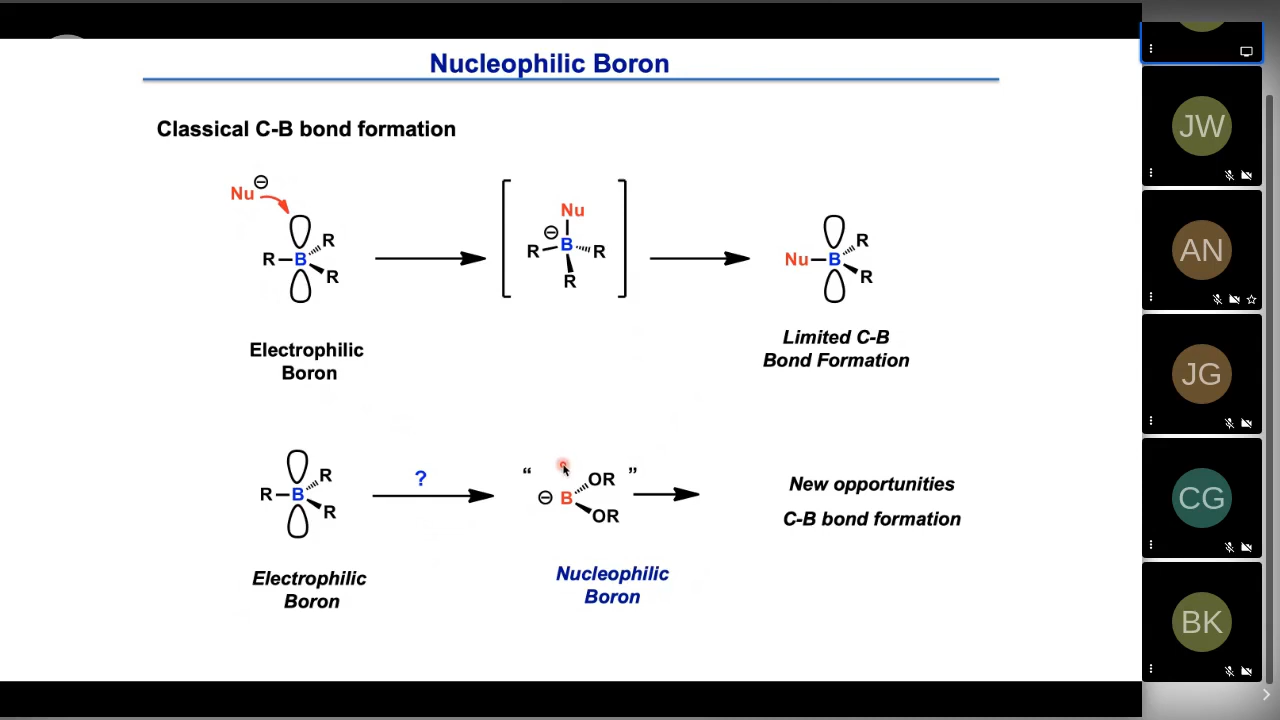 Nucleophilic Boron
Classical C-B bond formation
Nu ⊖
R B R R
Nu ⊖ R B R R
Nu B R R
Electrophilic
Boron
Limited C-B
Bond Formation
R B R R
?
“ ⊖ B OR OR ”
New opportunities
C-B bond formation
Electrophilic
Boron
Nucleophilic
Boron
JW
AN
JG
CG
BK